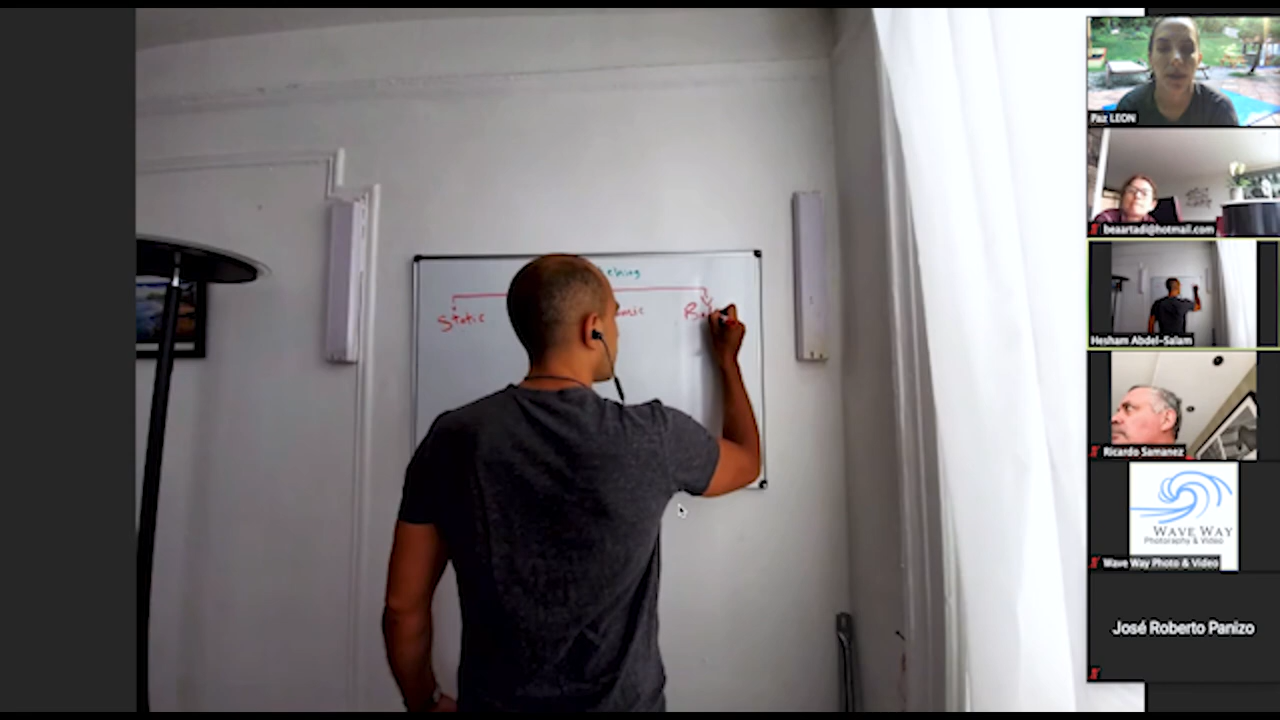 Paz LEON
beaartadi@hotmail.com
Static
Hesham Abdel-Salam
Ricardo Samanez
WAVE WAY
Photography & Video
Wave Way Photo & Video
José Roberto Panizo